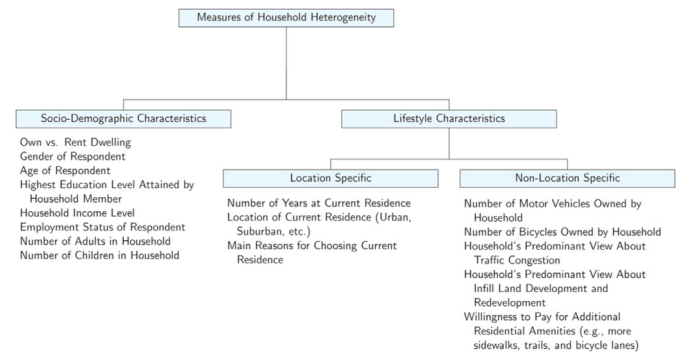 Measures of Household Heterogeneity
Socio-Demographic Characteristics
Own vs. Rent Dwelling
Gender of Respondent
Age of Respondent
Highest Education Level Attained by
Household Member
Household Income Level
Employment Status of Respondent
Number of Adults in Household
Number of Children in Household
Lifestyle Characteristics
Location Specific
Number of Years at Current Residence
Location of Current Residence (Urban,
Suburban, etc.)
Main Reasons for Choosing Current
Residence
Non-Location Specific
Number of Motor Vehicles Owned by
Household
Number of Bicycles Owned by Household
Household's Predominant View About
Traffic Congestion
Household's Predominant View About
Infill Land Development and
Redevelopment
Willingness to Pay for Additional
Residential Amenities (e.g., more
sidewalks, trails, and bicycle lanes)